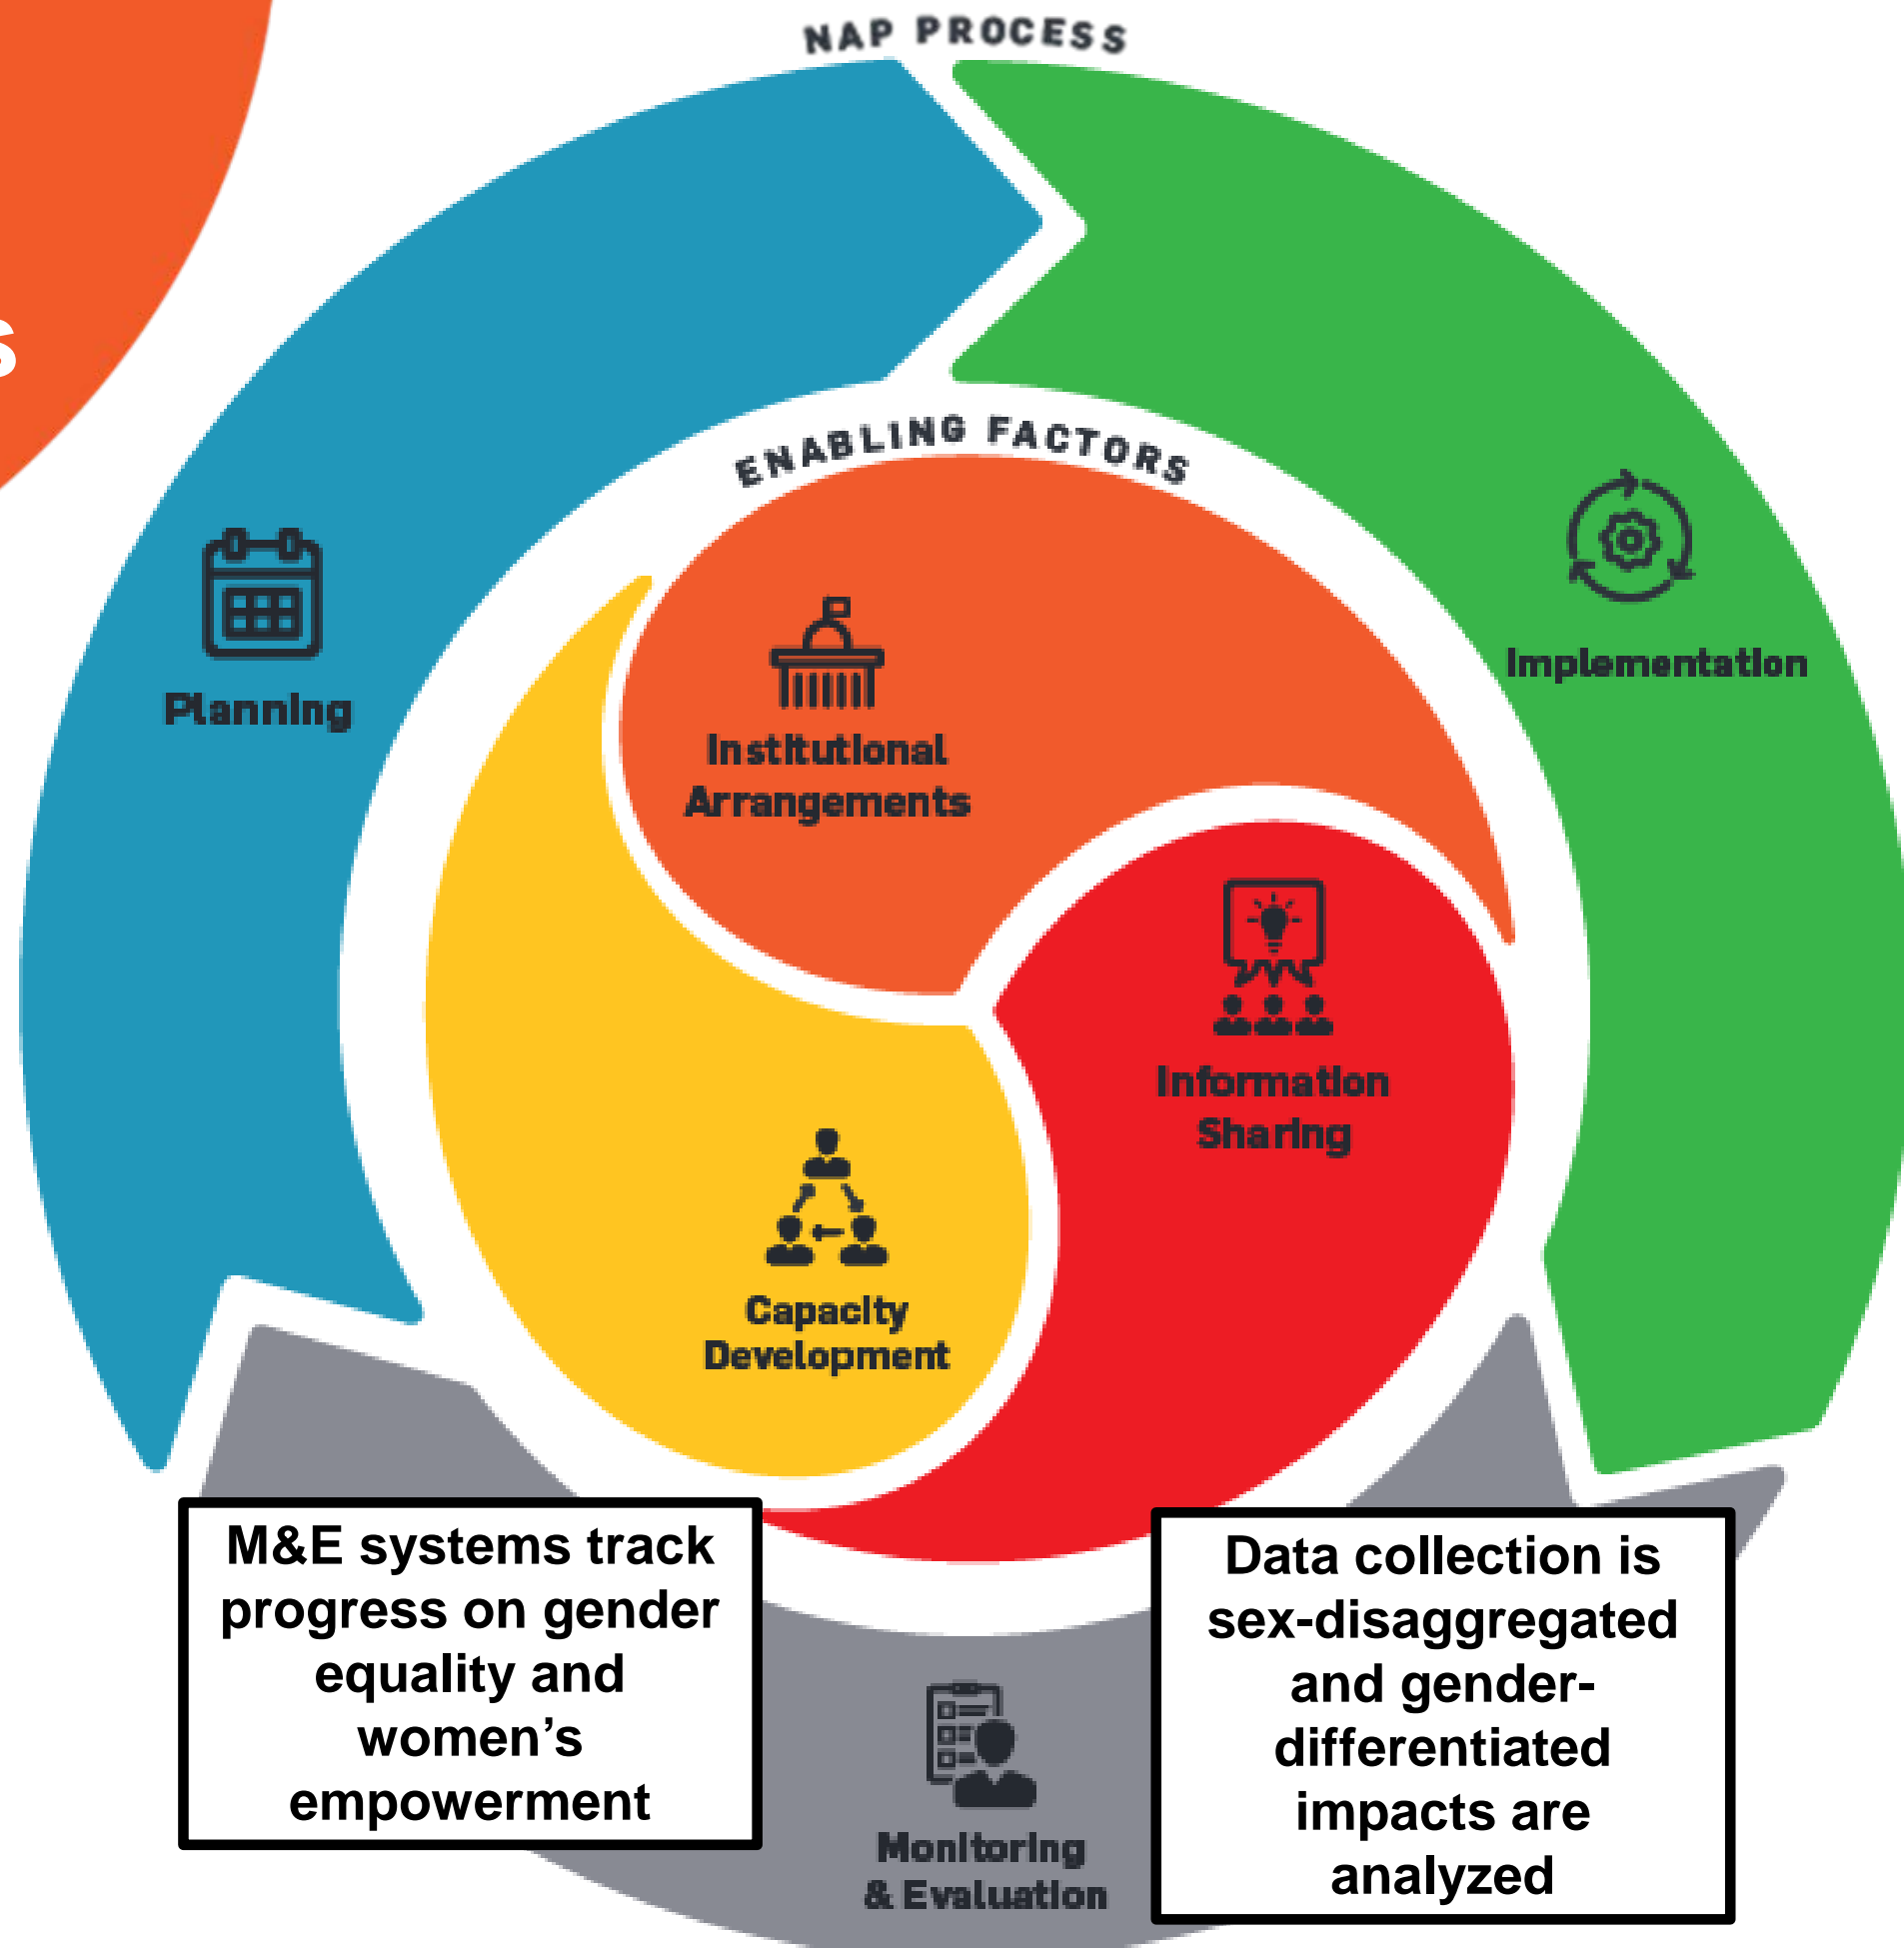 NAP PROCESS
s
ENABLING FACTORS
Planning
Implementation
Institutional
Arrangements
Information
Sharing
Capacity
Development
M&E systems track
progress on gender
equality and
women’s
empowerment
Data collection is
sex-disaggregated
and gender-
differentiated
impacts are
analyzed
Monitoring
& Evaluation